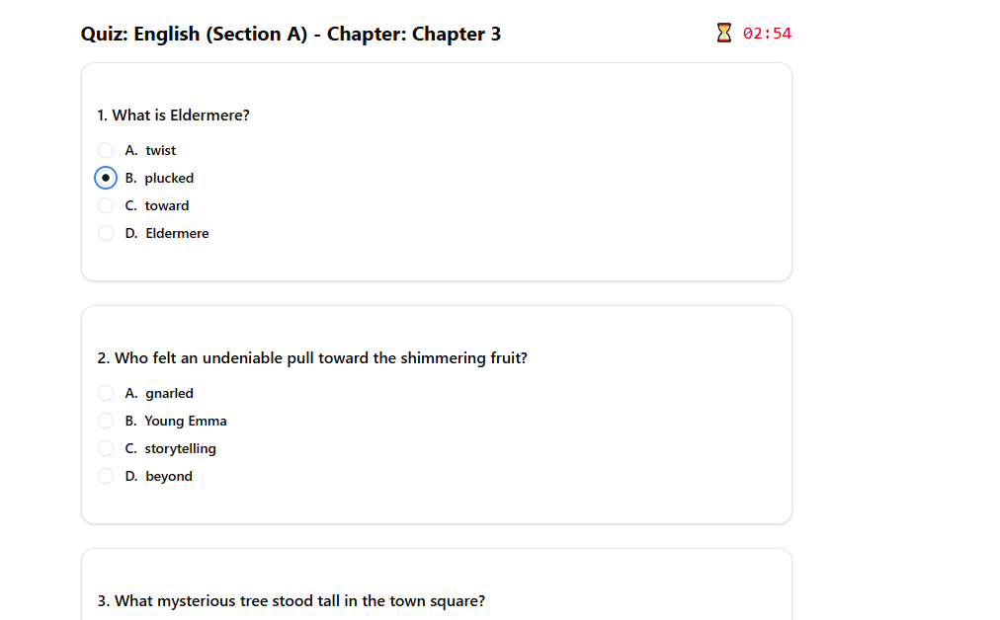 Quiz: English (Section A) - Chapter: Chapter 3
⏳ 02:54
1. What is Eldermere?
A. twist
B. plucked
C. toward
D. Eldermere
2. Who felt an undeniable pull toward the shimmering fruit?
A. gnarled
B. Young Emma
C. storytelling
D. beyond
3. What mysterious tree stood tall in the town square?